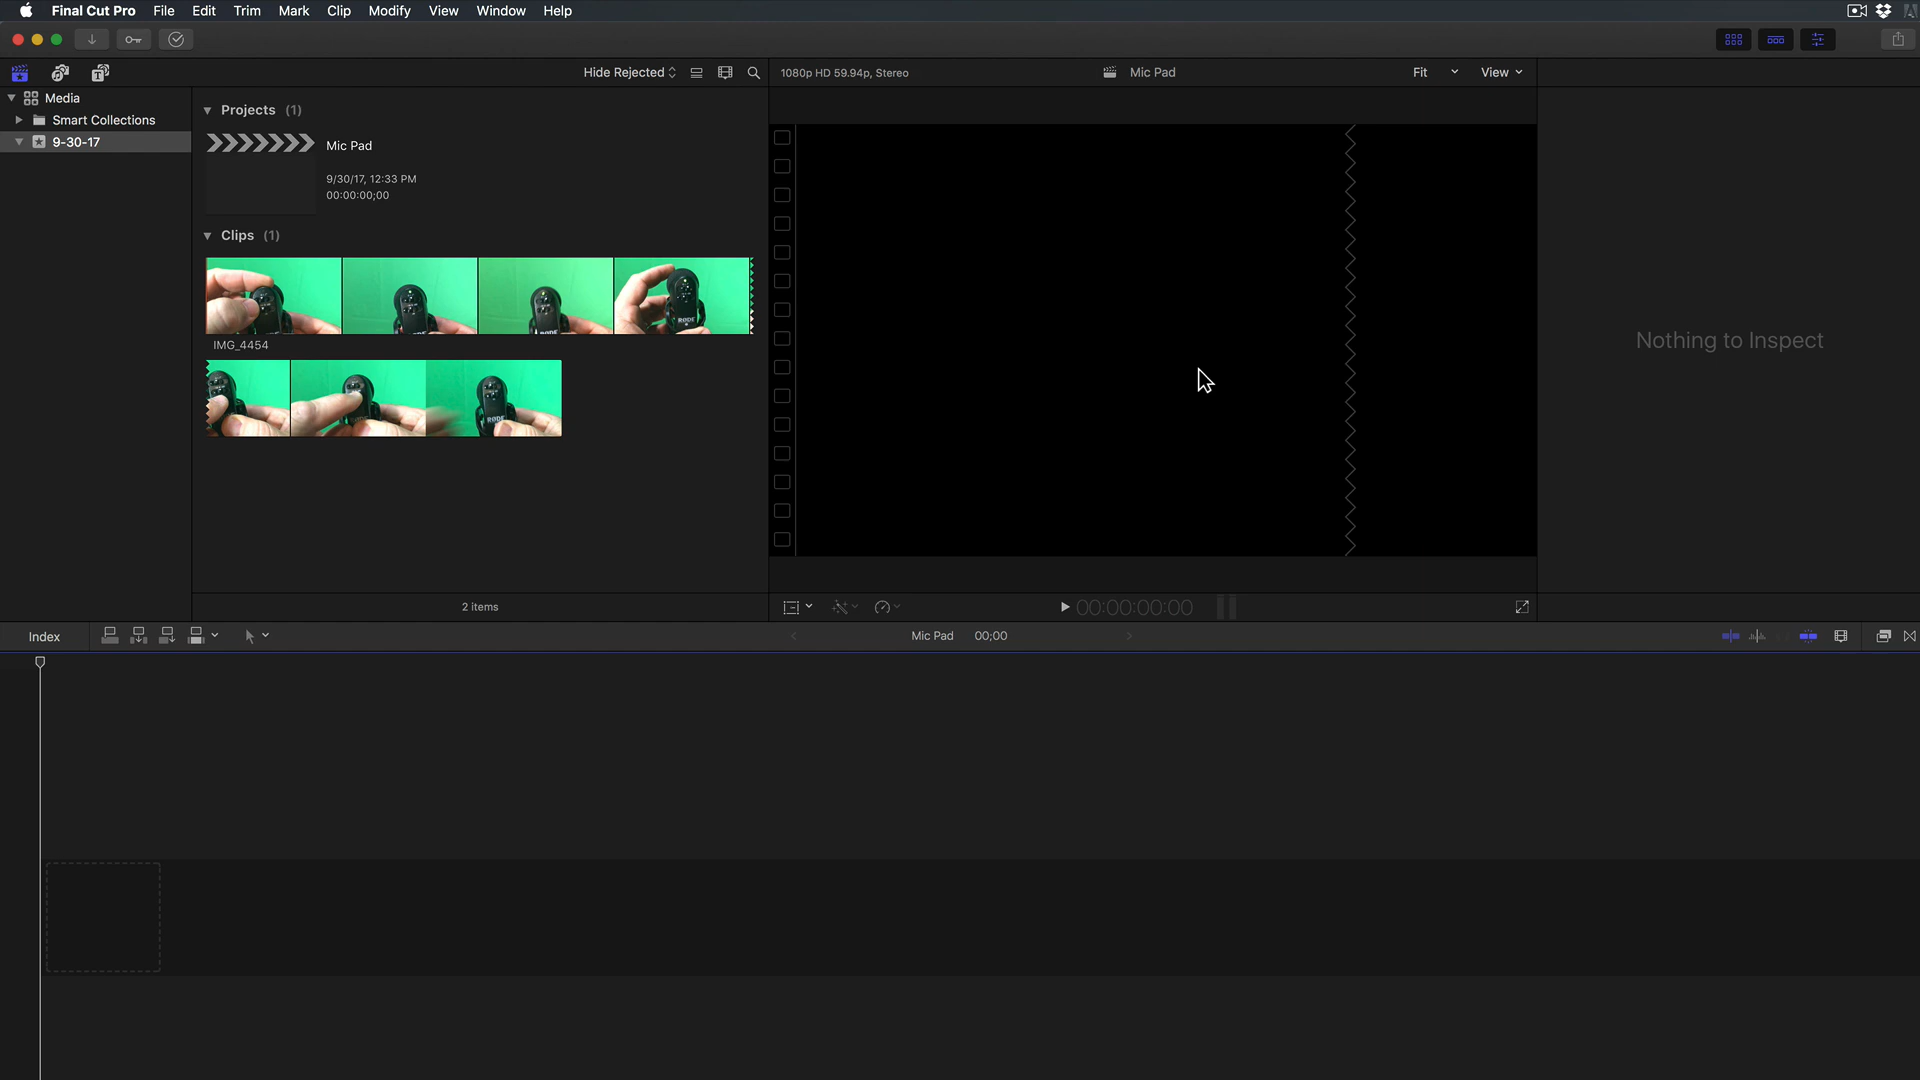 Final Cut Pro File Edit Trim Mark Clip Modify View Window Help
Hide Rejected
1080p HD 59.94p, Stereo
Mic Pad
Fit
View
Media
Smart Collections
9-30-17
Projects (1)
Mic Pad
9/30/17, 12:33 PM
00:00:00;00
Clips (1)
RØDE
IMG_4454
RØDE
Nothing to Inspect
2 items
00:00:00:00
Index
Mic Pad 00;00